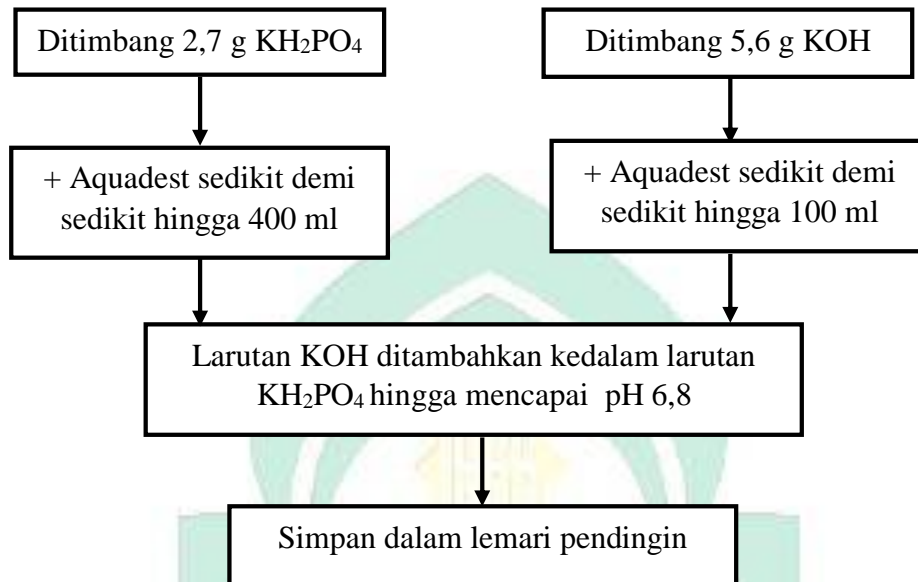 Ditimbang 2,7 g KH₂PO₄
Ditimbang 5,6 g KOH
+ Aquadest sedikit demi
sedikit hingga 400 ml
+ Aquadest sedikit demi
sedikit hingga 100 ml
Larutan KOH ditambahkan kedalam larutan
KH₂PO₄ hingga mencapai pH 6,8
Simpan dalam lemari pendingin